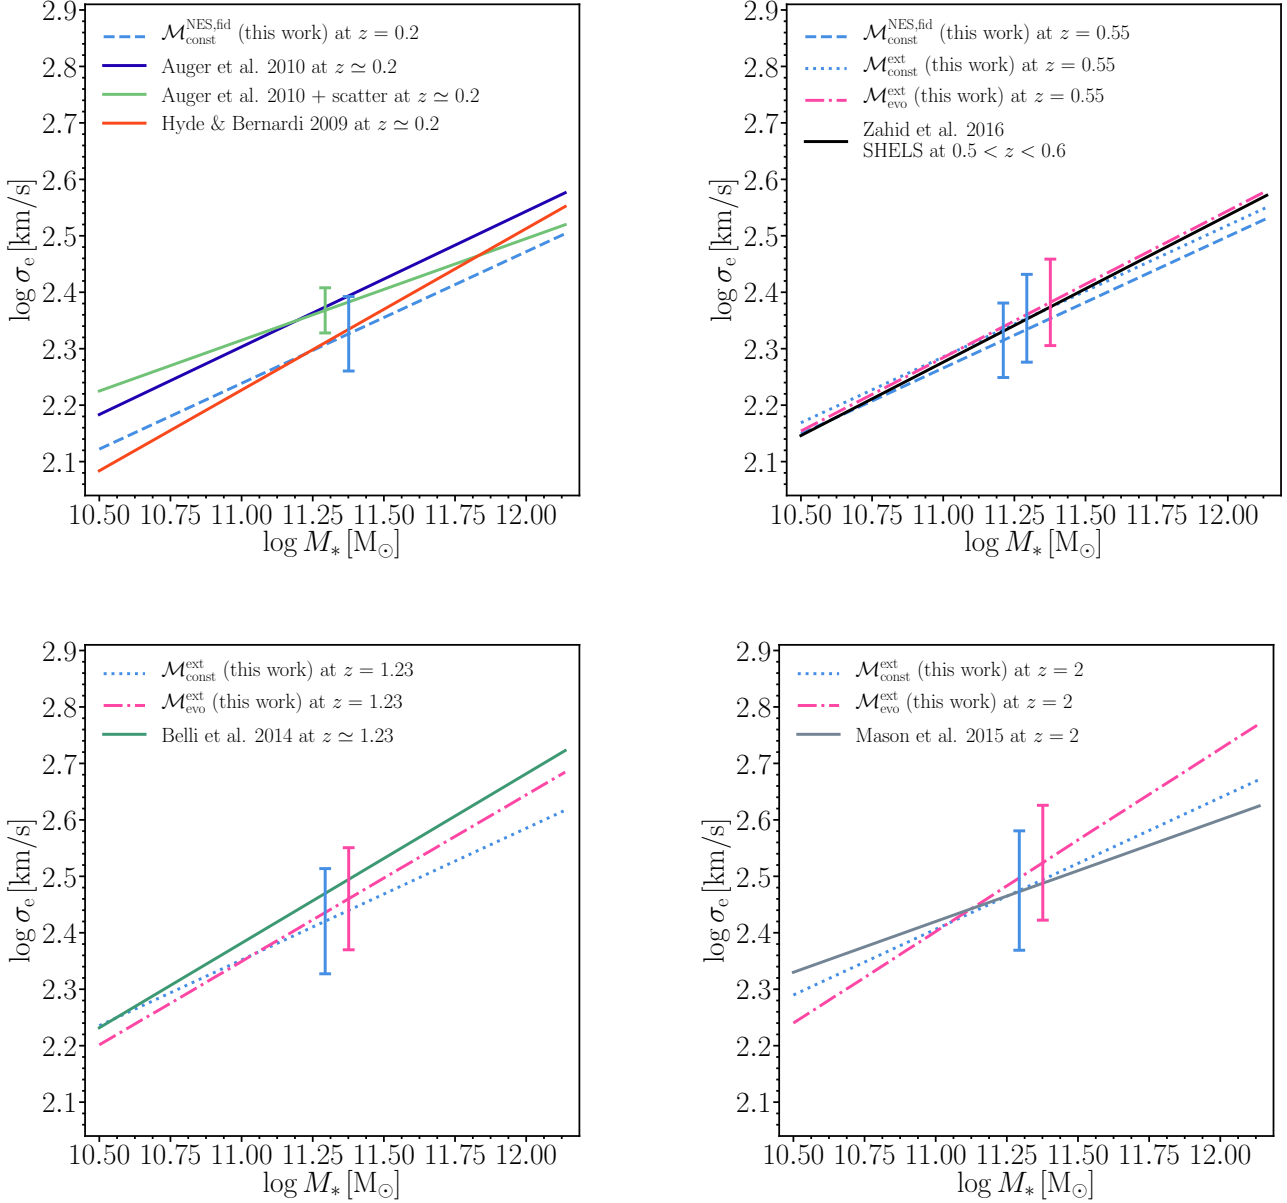 2.9
2.8
2.7
2.6
2.5
2.4
2.3
2.2
2.1
log σe [km/s]
M^NES,fid_const (this work) at z = 0.2
Auger et al. 2010 at z ≃ 0.2
Auger et al. 2010 + scatter at z ≃ 0.2
Hyde & Bernardi 2009 at z ≃ 0.2
10.50 10.75 11.00 11.25 11.50 11.75 12.00
log M* [M⊙]
2.9
2.8
2.7
2.6
2.5
2.4
2.3
2.2
2.1
log σe [km/s]
M^NES,fid_const (this work) at z = 0.55
M^ext_const (this work) at z = 0.55
M^ext_evo (this work) at z = 0.55
Zahid et al. 2016
SHELS at 0.5 < z < 0.6
10.50 10.75 11.00 11.25 11.50 11.75 12.00
log M* [M⊙]
2.9
2.8
2.7
2.6
2.5
2.4
2.3
2.2
2.1
log σe [km/s]
M^ext_const (this work) at z = 1.23
M^ext_evo (this work) at z = 1.23
Belli et al. 2014 at z ≃ 1.23
10.50 10.75 11.00 11.25 11.50 11.75 12.00
log M* [M⊙]
2.9
2.8
2.7
2.6
2.5
2.4
2.3
2.2
2.1
log σe [km/s]
M^ext_const (this work) at z = 2
M^ext_evo (this work) at z = 2
Mason et al. 2015 at z = 2
10.50 10.75 11.00 11.25 11.50 11.75 12.00
log M* [M⊙]